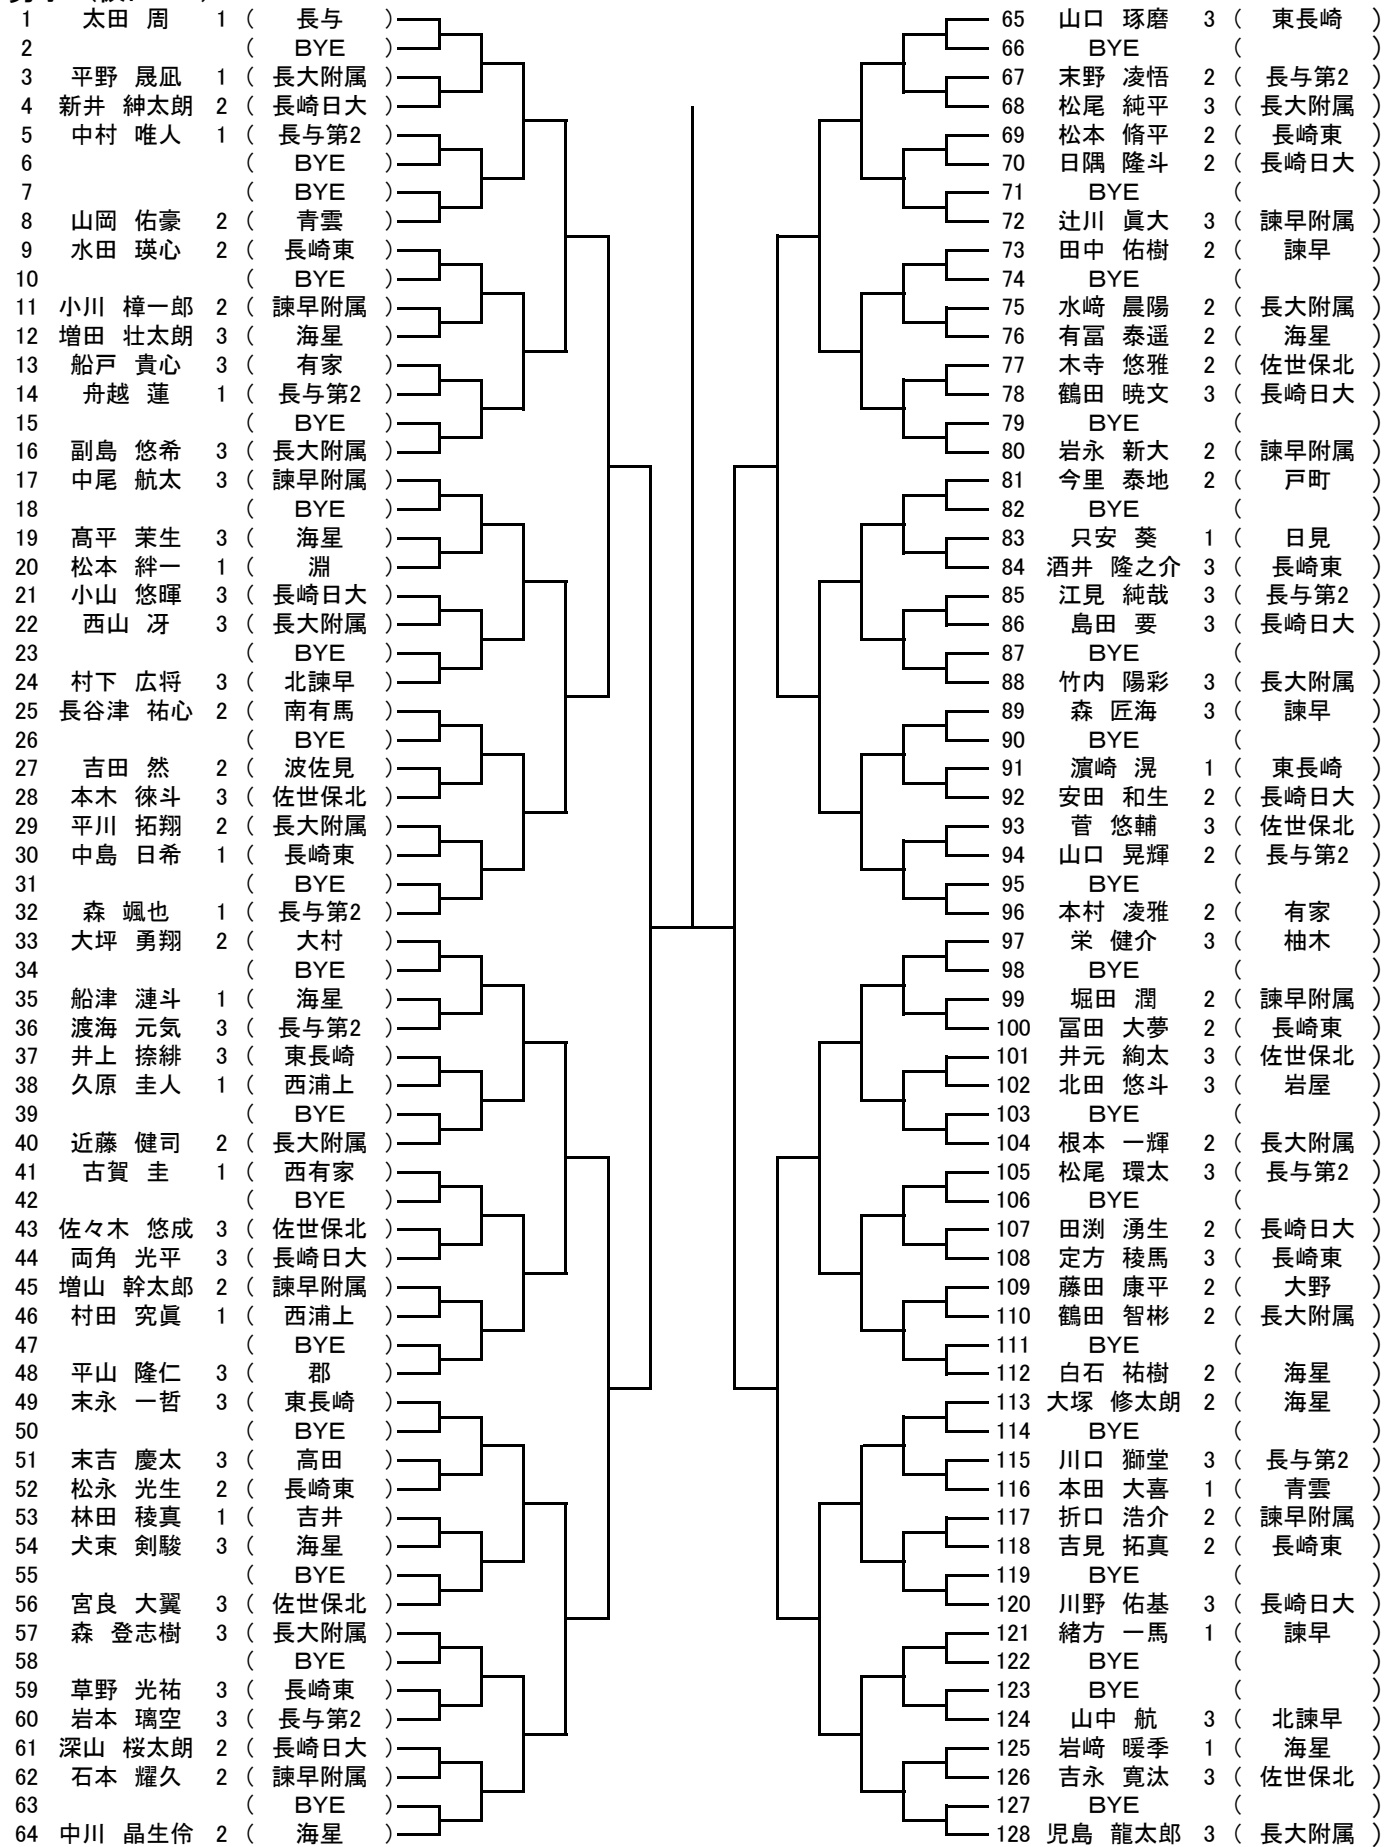 1 太田 周 1 ( 長与 )
2 ( BYE )
3 平野 晟凪 1 ( 長大附属 )
4 新井 紳太朗 2 ( 長崎日大 )
5 中村 唯人 1 ( 長与第2 )
6 ( BYE )
7 ( BYE )
8 山岡 佑豪 2 ( 青雲 )
9 水田 瑛心 2 ( 長崎東 )
10 ( BYE )
11 小川 樟一郎 2 ( 諫早附属 )
12 増田 壮太朗 3 ( 海星 )
13 船戸 貴心 3 ( 有家 )
14 舟越 蓮 1 ( 長与第2 )
15 ( BYE )
16 副島 悠希 3 ( 長大附属 )
17 中尾 航太 3 ( 諫早附属 )
18 ( BYE )
19 髙平 茉生 3 ( 海星 )
20 松本 絆一 1 ( 淵 )
21 小山 悠暉 3 ( 長崎日大 )
22 西山 冴 3 ( 長大附属 )
23 ( BYE )
24 村下 広将 3 ( 北諫早 )
25 長谷津 祐心 2 ( 南有馬 )
26 ( BYE )
27 吉田 然 2 ( 波佐見 )
28 本木 徠斗 3 ( 佐世保北 )
29 平川 拓翔 2 ( 長大附属 )
30 中島 日希 1 ( 長崎東 )
31 ( BYE )
32 森 颯也 1 ( 長与第2 )
33 大坪 勇翔 2 ( 大村 )
34 ( BYE )
35 船津 漣斗 1 ( 海星 )
36 渡海 元気 3 ( 長与第2 )
37 井上 捺緋 3 ( 東長崎 )
38 久原 圭人 1 ( 西浦上 )
39 ( BYE )
40 近藤 健司 2 ( 長大附属 )
41 古賀 圭 1 ( 西有家 )
42 ( BYE )
43 佐々木 悠成 3 ( 佐世保北 )
44 両角 光平 3 ( 長崎日大 )
45 増山 幹太郎 2 ( 諫早附属 )
46 村田 究眞 1 ( 西浦上 )
47 ( BYE )
48 平山 隆仁 3 ( 郡 )
49 末永 一哲 3 ( 東長崎 )
50 ( BYE )
51 末吉 慶太 3 ( 高田 )
52 松永 光生 2 ( 長崎東 )
53 林田 稜真 1 ( 吉井 )
54 犬束 剣駿 3 ( 海星 )
55 ( BYE )
56 宮良 大翼 3 ( 佐世保北 )
57 森 登志樹 3 ( 長大附属 )
58 ( BYE )
59 草野 光祐 3 ( 長崎東 )
60 岩本 璃空 3 ( 長与第2 )
61 深山 桜太朗 2 ( 長崎日大 )
62 石本 耀久 2 ( 諫早附属 )
63 ( BYE )
64 中川 晶生伶 2 ( 海星 )
65 山口 琢磨 3 ( 東長崎 )
66 BYE ( )
67 末野 凌悟 2 ( 長与第2 )
68 松尾 純平 3 ( 長大附属 )
69 松本 脩平 2 ( 長崎東 )
70 日隅 隆斗 2 ( 長崎日大 )
71 BYE ( )
72 辻川 眞大 3 ( 諫早附属 )
73 田中 佑樹 2 ( 諫早 )
74 BYE ( )
75 水﨑 晨陽 2 ( 長大附属 )
76 有冨 泰遥 2 ( 海星 )
77 木寺 悠雅 2 ( 佐世保北 )
78 鶴田 暁文 3 ( 長崎日大 )
79 BYE ( )
80 岩永 新大 2 ( 諫早附属 )
81 今里 泰地 2 ( 戸町 )
82 BYE ( )
83 只安 葵 1 ( 日見 )
84 酒井 隆之介 3 ( 長崎東 )
85 江見 純哉 3 ( 長与第2 )
86 島田 要 3 ( 長崎日大 )
87 BYE ( )
88 竹内 陽彩 3 ( 長大附属 )
89 森 匠海 3 ( 諫早 )
90 BYE ( )
91 濵崎 滉 1 ( 東長崎 )
92 安田 和生 2 ( 長崎日大 )
93 菅 悠輔 3 ( 佐世保北 )
94 山口 晃輝 2 ( 長与第2 )
95 BYE ( )
96 本村 凌雅 2 ( 有家 )
97 栄 健介 3 ( 柚木 )
98 BYE ( )
99 堀田 潤 2 ( 諫早附属 )
100 冨田 大夢 2 ( 長崎東 )
101 井元 絢太 3 ( 佐世保北 )
102 北田 悠斗 3 ( 岩屋 )
103 BYE ( )
104 根本 一輝 2 ( 長大附属 )
105 松尾 環太 3 ( 長与第2 )
106 BYE ( )
107 田渕 湧生 2 ( 長崎日大 )
108 定方 稜馬 3 ( 長崎東 )
109 藤田 康平 2 ( 大野 )
110 鶴田 智彬 2 ( 長大附属 )
111 BYE ( )
112 白石 祐樹 2 ( 海星 )
113 大塚 修太朗 2 ( 海星 )
114 BYE ( )
115 川口 獅堂 3 ( 長与第2 )
116 本田 大喜 1 ( 青雲 )
117 折口 浩介 2 ( 諫早附属 )
118 吉見 拓真 2 ( 長崎東 )
119 BYE ( )
120 川野 佑基 3 ( 長崎日大 )
121 緒方 一馬 1 ( 諫早 )
122 BYE ( )
123 BYE ( )
124 山中 航 3 ( 北諫早 )
125 岩﨑 暖季 1 ( 海星 )
126 吉永 寛汰 3 ( 佐世保北 )
127 BYE ( )
128 児島 龍太郎 3 ( 長大附属 )